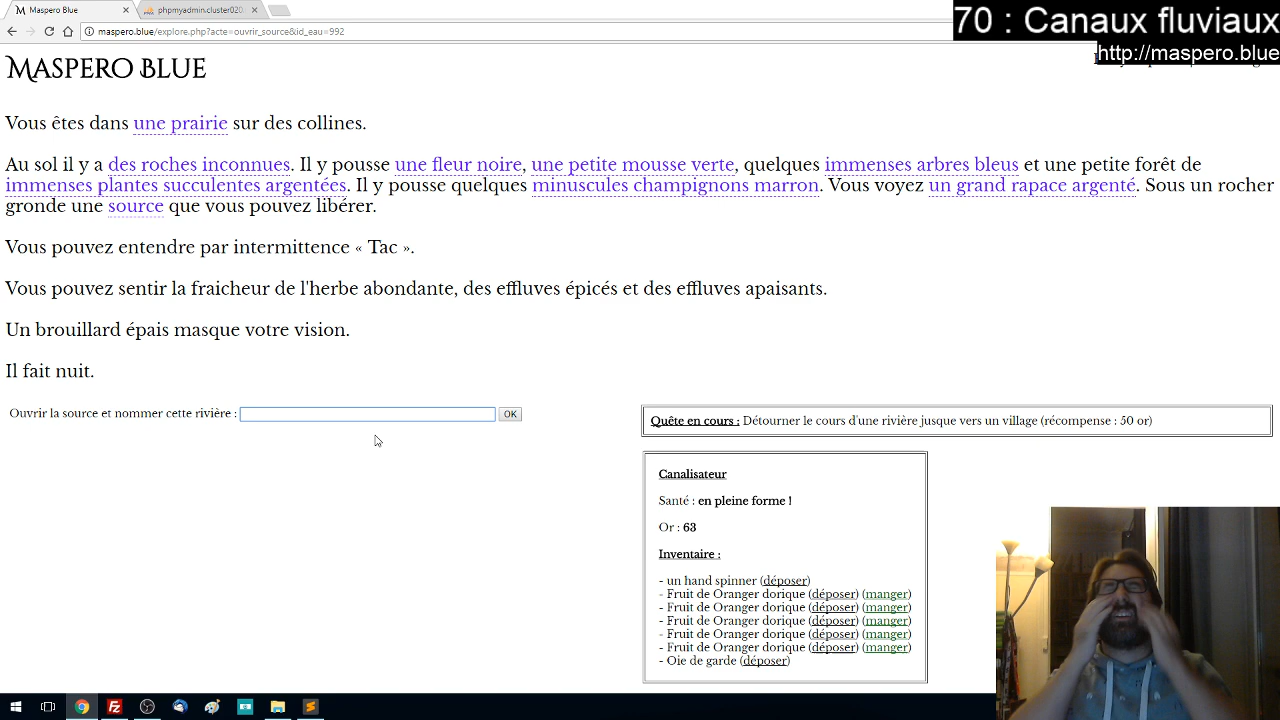 Maspero Blue
phpmyadmin.cluster020
70 : Canaux fluviaux
maspero.blue/explore.php?acte=ouvrir_source&id_eau=992
http://maspero.blue
Maspero Blue
Vous êtes dans une prairie sur des collines.
Au sol il y a des roches inconnues. Il y pousse une fleur noire, une petite mousse verte, quelques immenses arbres bleus et une petite forêt de
immenses plantes succulentes argentées. Il y pousse quelques minuscules champignons marron. Vous voyez un grand rapace argenté. Sous un rocher
gronde une source que vous pouvez libérer.
Vous pouvez entendre par intermittence « Tac ».
Vous pouvez sentir la fraicheur de l'herbe abondante, des effluves épicés et des effluves apaisants.
Un brouillard épais masque votre vision.
Il fait nuit.
Ouvrir la source et nommer cette rivière : OK
Quête en cours : Détourner le cours d'une rivière jusque vers un village (récompense : 50 or)
Canalisateur
Santé : en pleine forme !
Or : 63
Inventaire :
- un hand spinner (déposer)
- Fruit de Oranger dorique (déposer) (manger)
- Fruit de Oranger dorique (déposer) (manger)
- Fruit de Oranger dorique (déposer) (manger)
- Fruit de Oranger dorique (déposer) (manger)
- Fruit de Oranger dorique (déposer) (manger)
- Oie de garde (déposer)